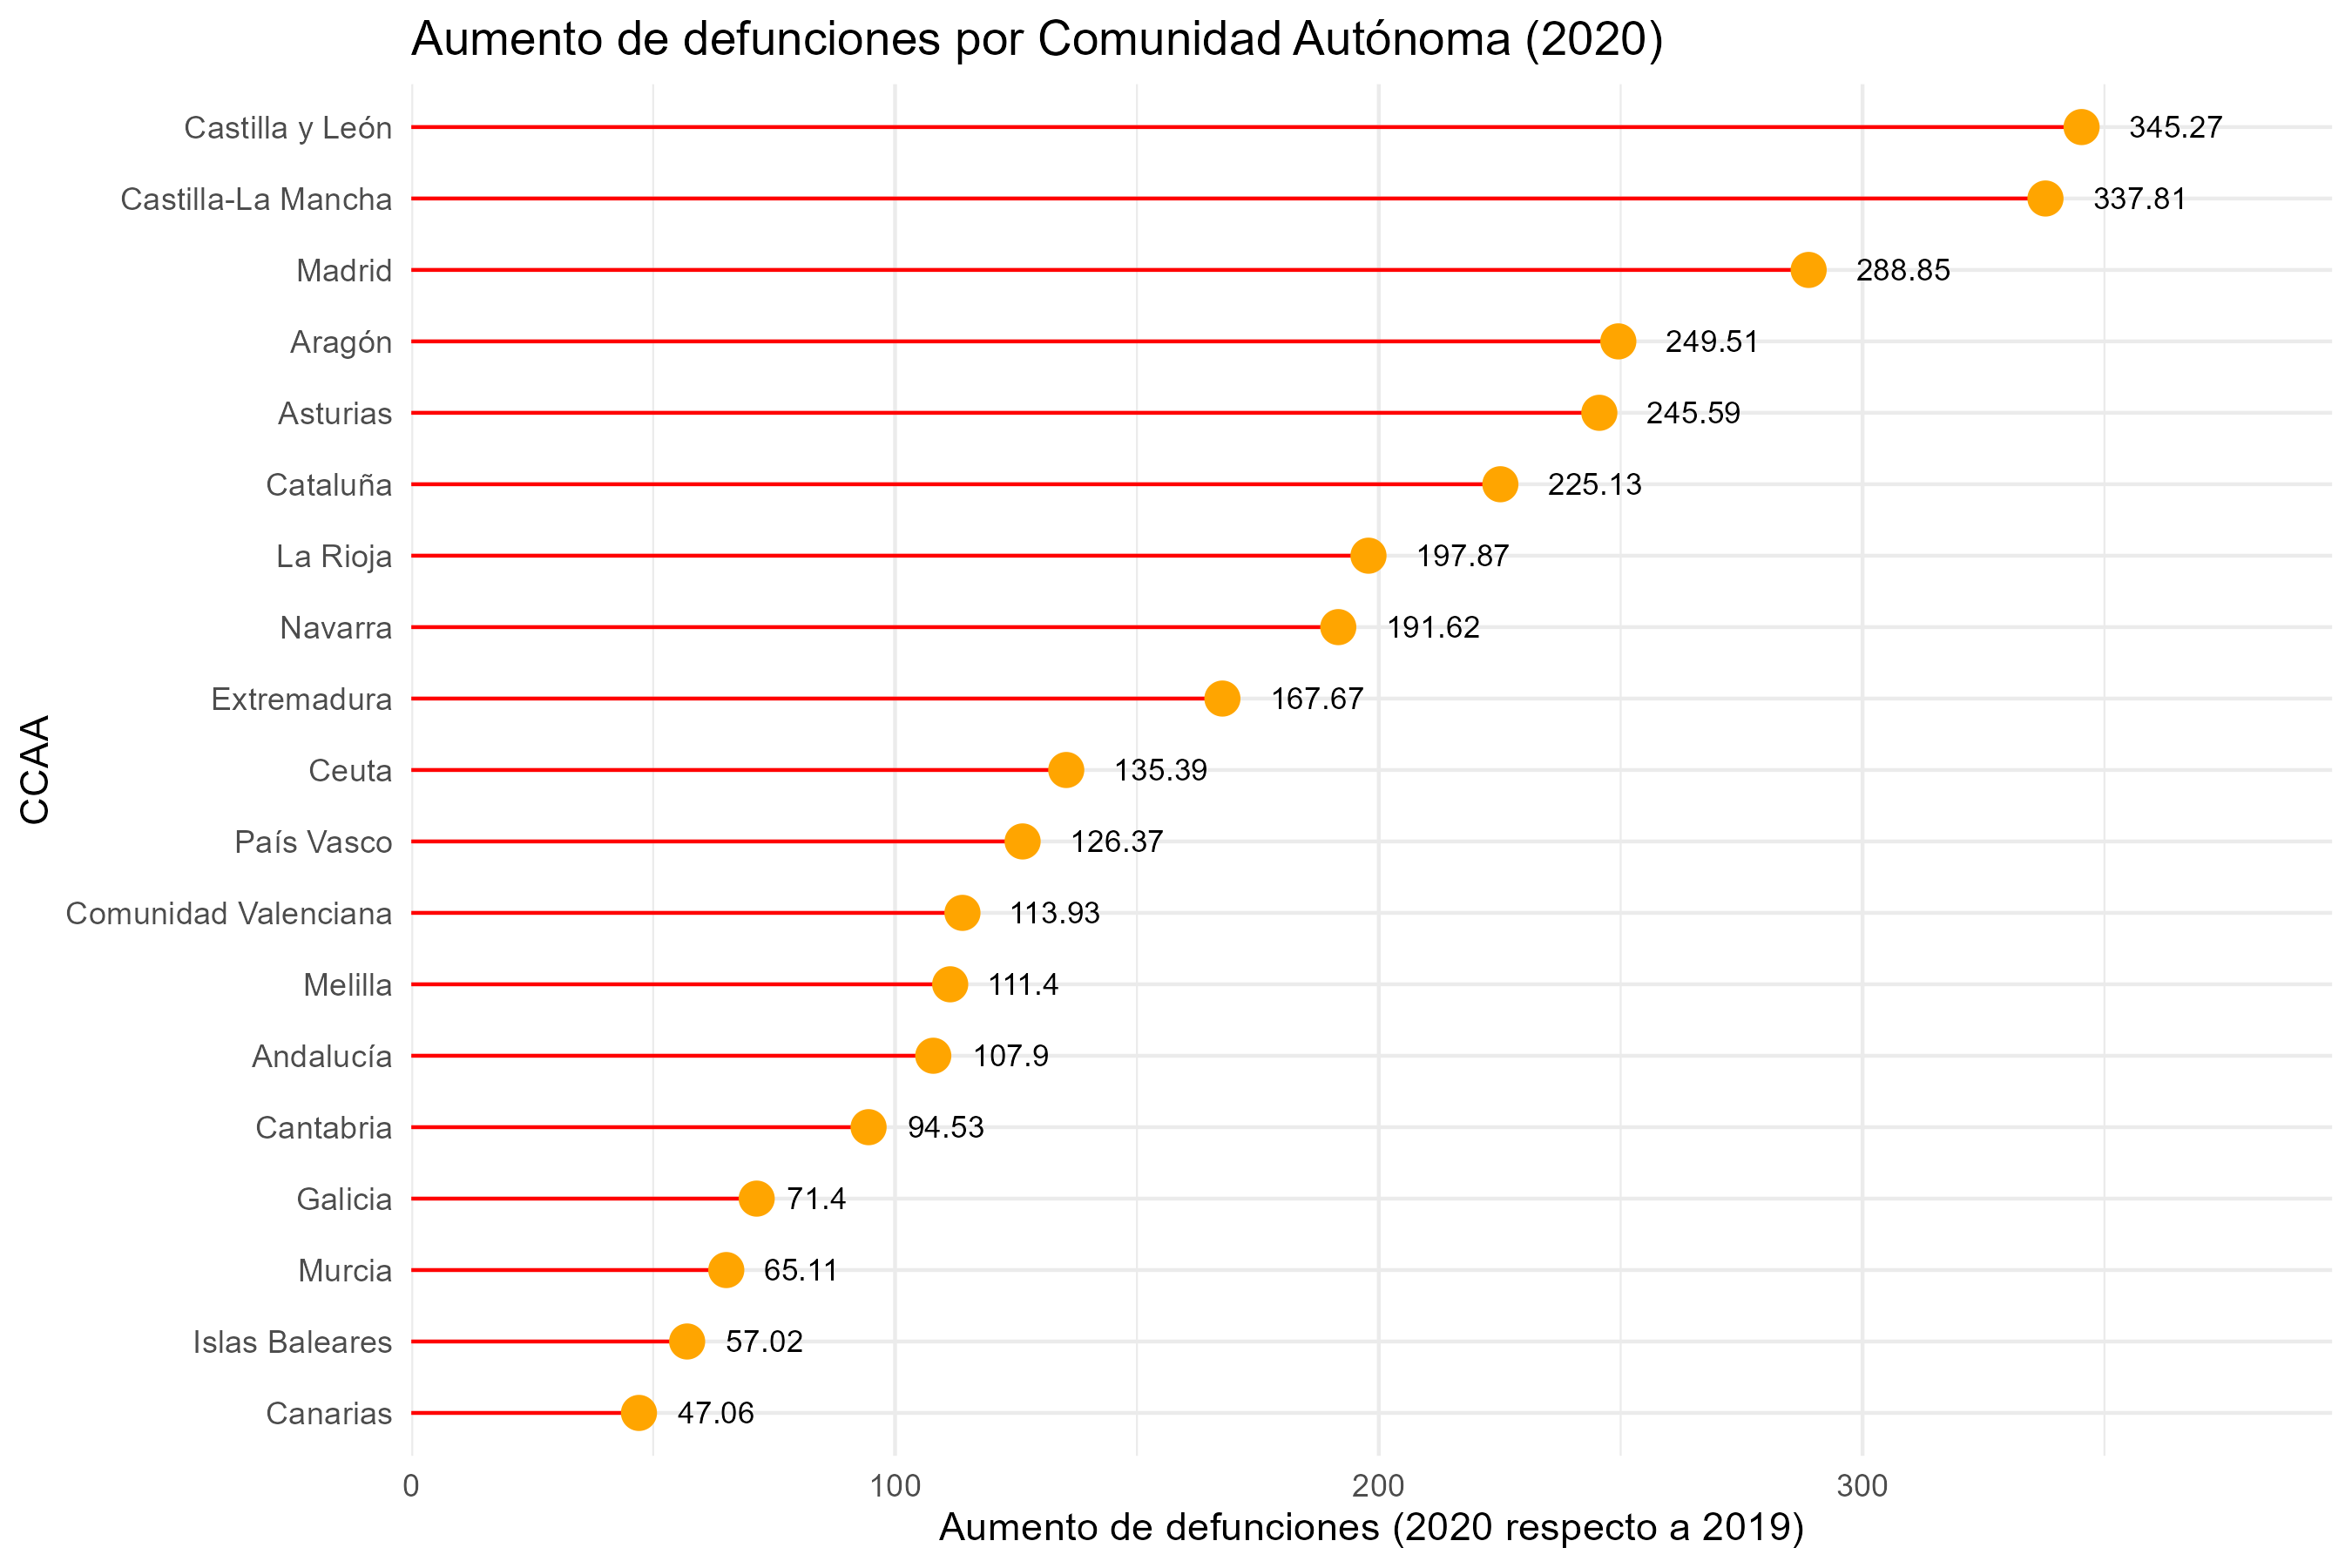 Aumento de defunciones por Comunidad Autónoma (2020)
Castilla y León 345.27
Castilla-La Mancha 337.81
Madrid 288.85
Aragón 249.51
Asturias 245.59
Cataluña 225.13
La Rioja 197.87
Navarra 191.62
Extremadura 167.67
Ceuta 135.39
País Vasco 126.37
Comunidad Valenciana 113.93
Melilla 111.4
Andalucía 107.9
Cantabria 94.53
Galicia 71.4
Murcia 65.11
Islas Baleares 57.02
Canarias 47.06
CCAA
0 100 200 300
Aumento de defunciones (2020 respecto a 2019)